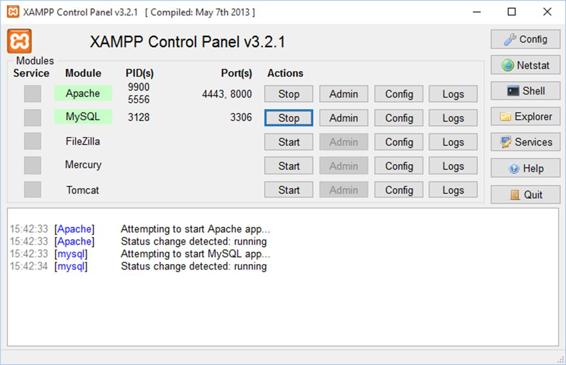 XAMPP Control Panel v3.2.1 [ Compiled: May 7th 2013 ]
XAMPP Control Panel v3.2.1
Config
Modules
Service Module PID(s) Port(s) Actions
Netstat
Apache 9900 5556 4443, 8000 Stop Admin Config Logs
Shell
MySQL 3128 3306 Stop Admin Config Logs
Explorer
FileZilla Start Admin Config Logs
Services
Mercury Start Admin Config Logs
Help
Tomcat Start Admin Config Logs
Quit
15:42:33 [Apache] Attempting to start Apache app...
15:42:33 [Apache] Status change detected: running
15:42:33 [mysql] Attempting to start MySQL app...
15:42:34 [mysql] Status change detected: running